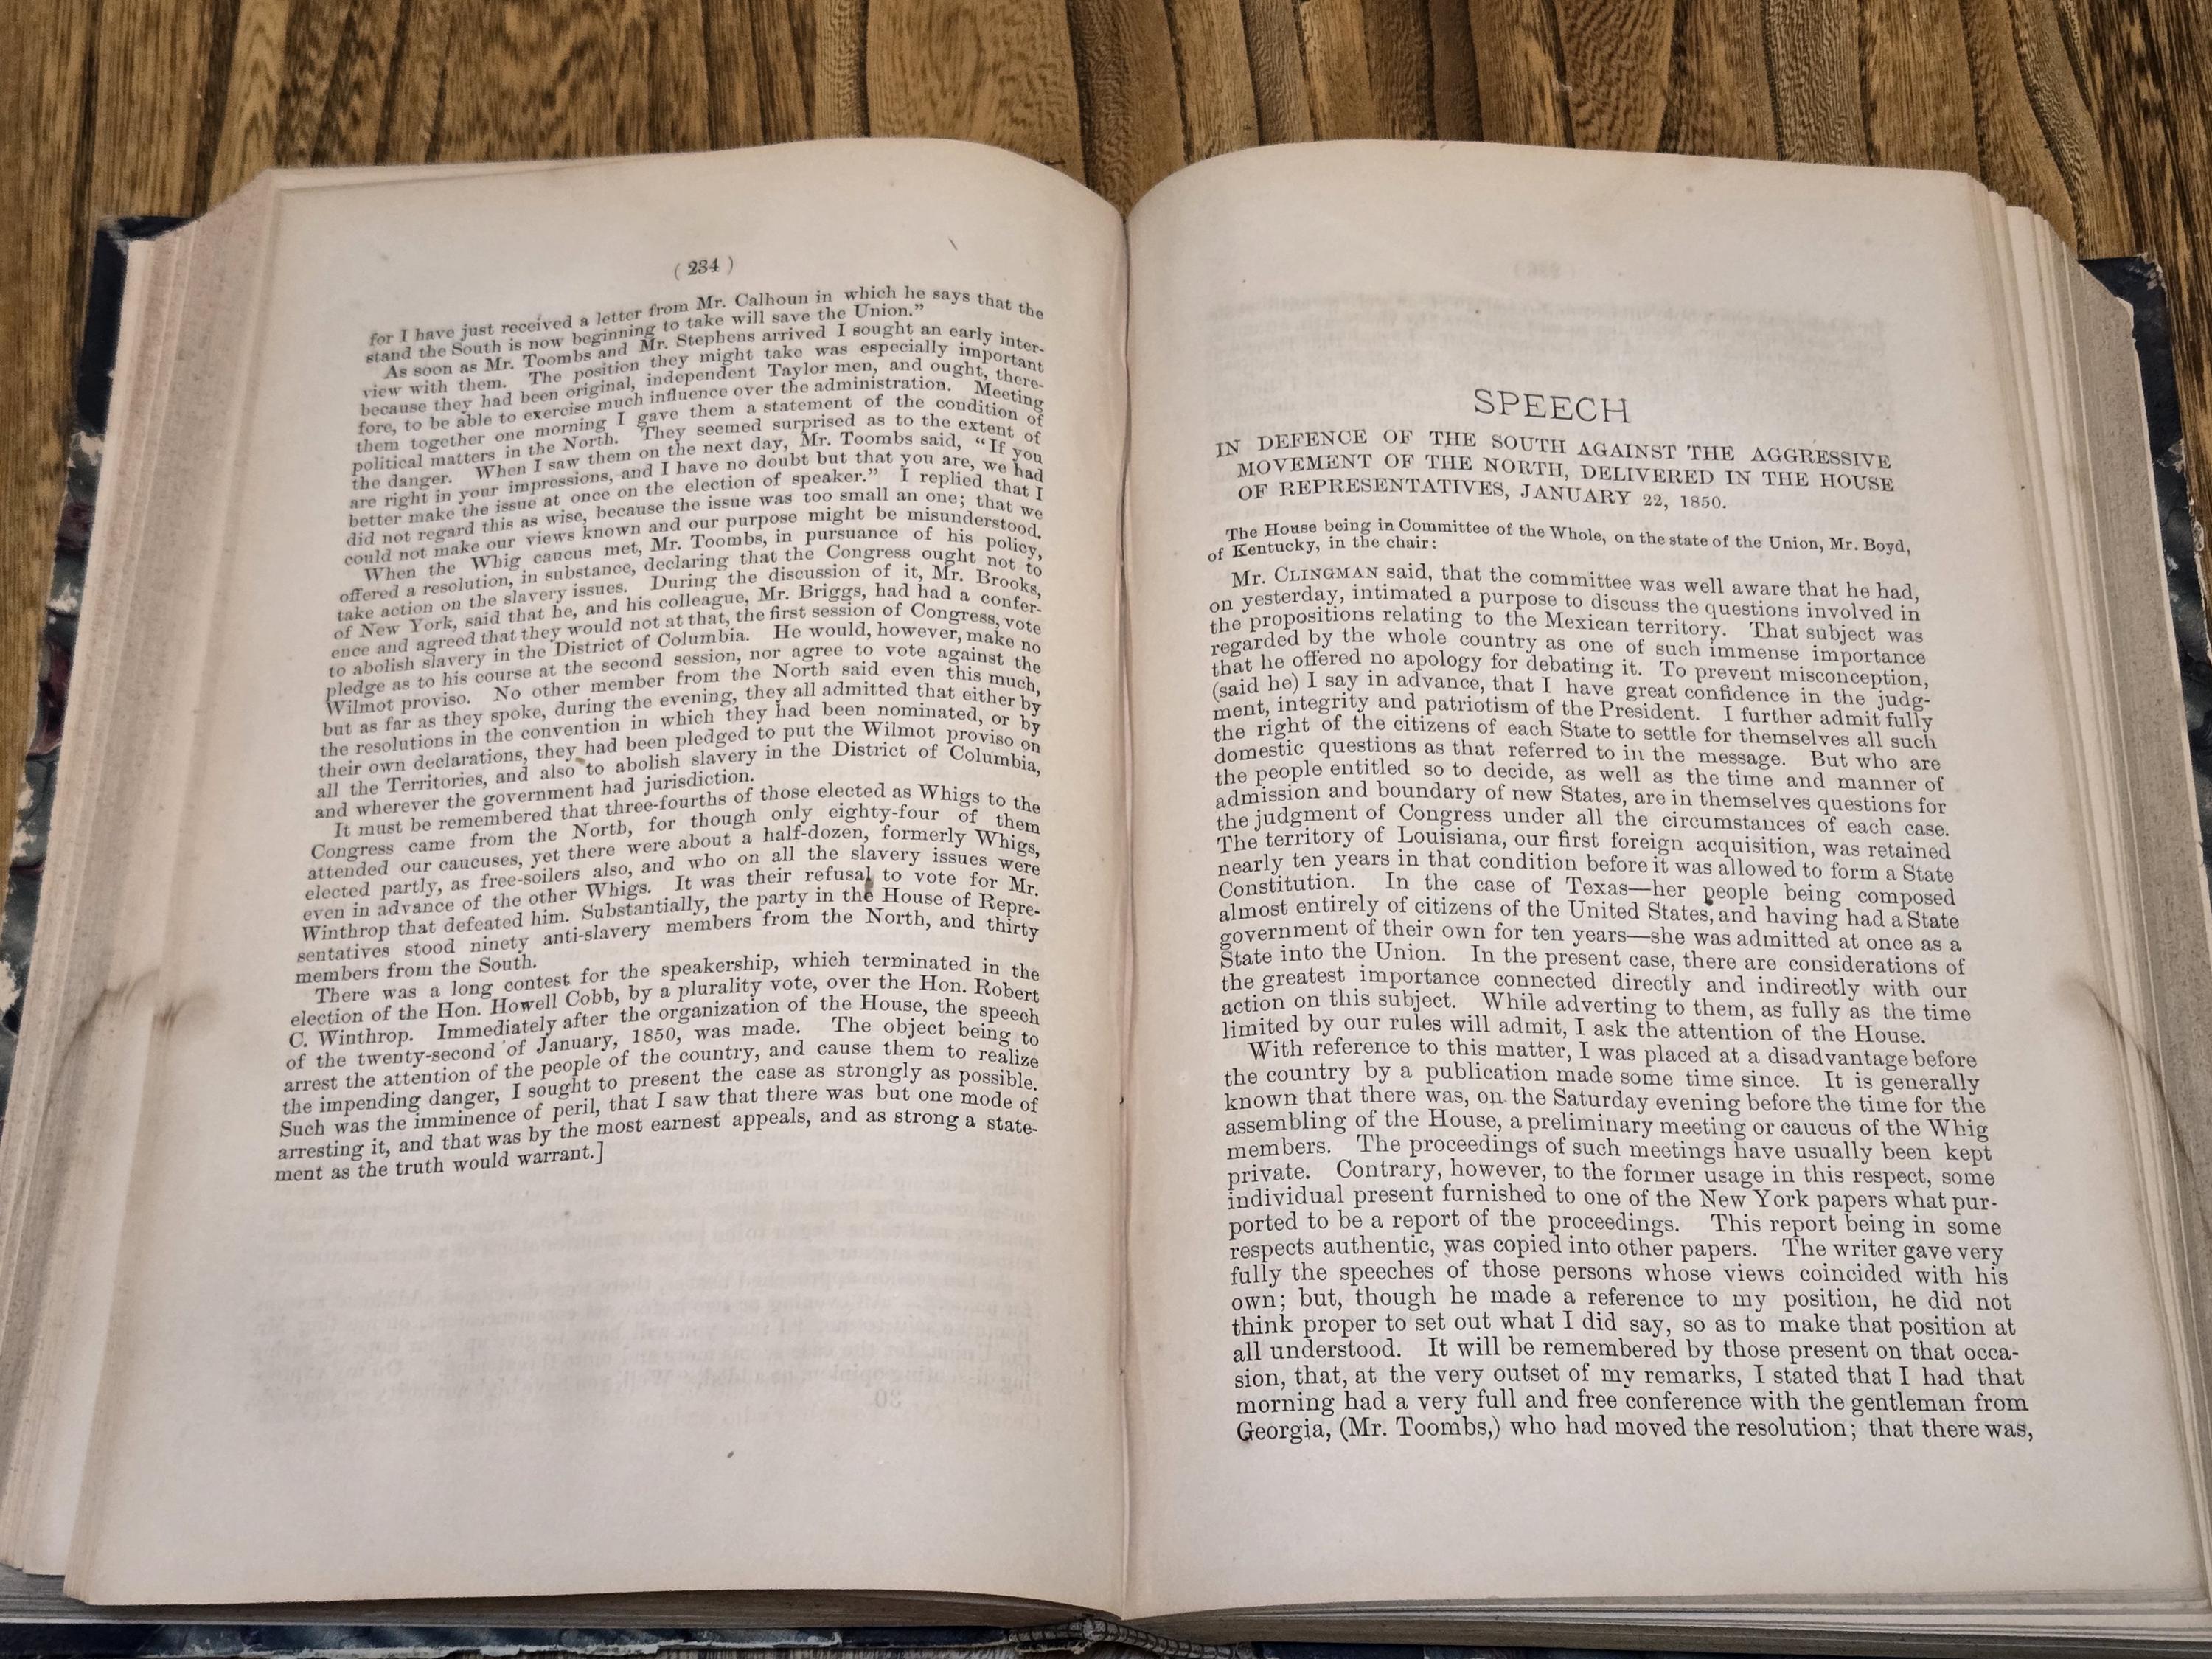 ( 234 )
for I have just received a letter from Mr. Calhoun in which he says that the
stand the South is now beginning to take will save the Union.”
As soon as Mr. Toombs and Mr. Stephens arrived I sought an early inter-
view with them. The position they might take was especially important
because they had been original, independent Taylor men, and ought, there-
fore, to be able to exercise much influence over the administration. Meeting
them together one morning I gave them a statement of the condition of
political matters in the North. They seemed surprised as to the extent of
the danger. When I saw them on the next day, Mr. Toombs said, “If you
are right in your impressions, and I have no doubt but that you are, we had
better make the issue at once on the election of speaker.” I replied that I
did not regard this as wise, because the issue was too small an one; that we
could not make our views known and our purpose might be misunderstood.
When the Whig caucus met, Mr. Toombs, in pursuance of his policy,
offered a resolution, in substance, declaring that the Congress ought not to
take action on the slavery issues. During the discussion of it, Mr. Brooks,
of New York, said that he, and his colleague, Mr. Briggs, had had a confer-
ence and agreed that they would not at that, the first session of Congress, vote
to abolish slavery in the District of Columbia. He would, however, make no
pledge as to his course at the second session, nor agree to vote against the
Wilmot proviso. No other member from the North said even this much,
but as far as they spoke, during the evening, they all admitted that either by
the resolutions in the convention in which they had been nominated, or by
their own declarations, they had been pledged to put the Wilmot proviso on
all the Territories, and also to abolish slavery in the District of Columbia,
and wherever the government had jurisdiction.
It must be remembered that three-fourths of those elected as Whigs to the
Congress came from the North, for though only eighty-four of them
attended our caucuses, yet there were about a half-dozen, formerly Whigs,
elected partly, as free-soilers also, and who on all the slavery issues were
even in advance of the other Whigs. It was their refusal to vote for Mr.
Winthrop that defeated him. Substantially, the party in the House of Repre-
sentatives stood ninety anti-slavery members from the North, and thirty
members from the South.
There was a long contest for the speakership, which terminated in the
election of the Hon. Howell Cobb, by a plurality vote, over the Hon. Robert
C. Winthrop. Immediately after the organization of the House, the speech
of the twenty-second of January, 1850, was made. The object being to
arrest the attention of the people of the country, and cause them to realize
the impending danger, I sought to present the case as strongly as possible.
Such was the imminence of peril, that I saw that there was but one mode of
arresting it, and that was by the most earnest appeals, and as strong a state-
ment as the truth would warrant.]
SPEECH
IN DEFENCE OF THE SOUTH AGAINST THE AGGRESSIVE
MOVEMENT OF THE NORTH, DELIVERED IN THE HOUSE
OF REPRESENTATIVES, JANUARY 22, 1850.
The House being in Committee of the Whole, on the state of the Union, Mr. Boyd,
of Kentucky, in the chair:
Mr. CLINGMAN said, that the committee was well aware that he had,
on yesterday, intimated a purpose to discuss the questions involved in
the propositions relating to the Mexican territory. That subject was
regarded by the whole country as one of such immense importance
that he offered no apology for debating it. To prevent misconception,
(said he) I say in advance, that I have great confidence in the judg-
ment, integrity and patriotism of the President. I further admit fully
the right of the citizens of each State to settle for themselves all such
domestic questions as that referred to in the message. But who are
the people entitled so to decide, as well as the time and manner of
admission and boundary of new States, are in themselves questions for
the judgment of Congress under all the circumstances of each case.
The territory of Louisiana, our first foreign acquisition, was retained
nearly ten years in that condition before it was allowed to form a State
Constitution. In the case of Texas—her people being composed
almost entirely of citizens of the United States, and having had a State
government of their own for ten years—she was admitted at once as a
State into the Union. In the present case, there are considerations of
the greatest importance connected directly and indirectly with our
action on this subject. While adverting to them, as fully as the time
limited by our rules will admit, I ask the attention of the House.
With reference to this matter, I was placed at a disadvantage before
the country by a publication made some time since. It is generally
known that there was, on the Saturday evening before the time for the
assembling of the House, a preliminary meeting or caucus of the Whig
members. The proceedings of such meetings have usually been kept
private. Contrary, however, to the former usage in this respect, some
individual present furnished to one of the New York papers what pur-
ported to be a report of the proceedings. This report being in some
respects authentic, was copied into other papers. The writer gave very
fully the speeches of those persons whose views coincided with his
own; but, though he made a reference to my position, he did not
think proper to set out what I did say, so as to make that position at
all understood. It will be remembered by those present on that occa-
sion, that, at the very outset of my remarks, I stated that I had that
morning had a very full and free conference with the gentleman from
Georgia, (Mr. Toombs,) who had moved the resolution; that there was,